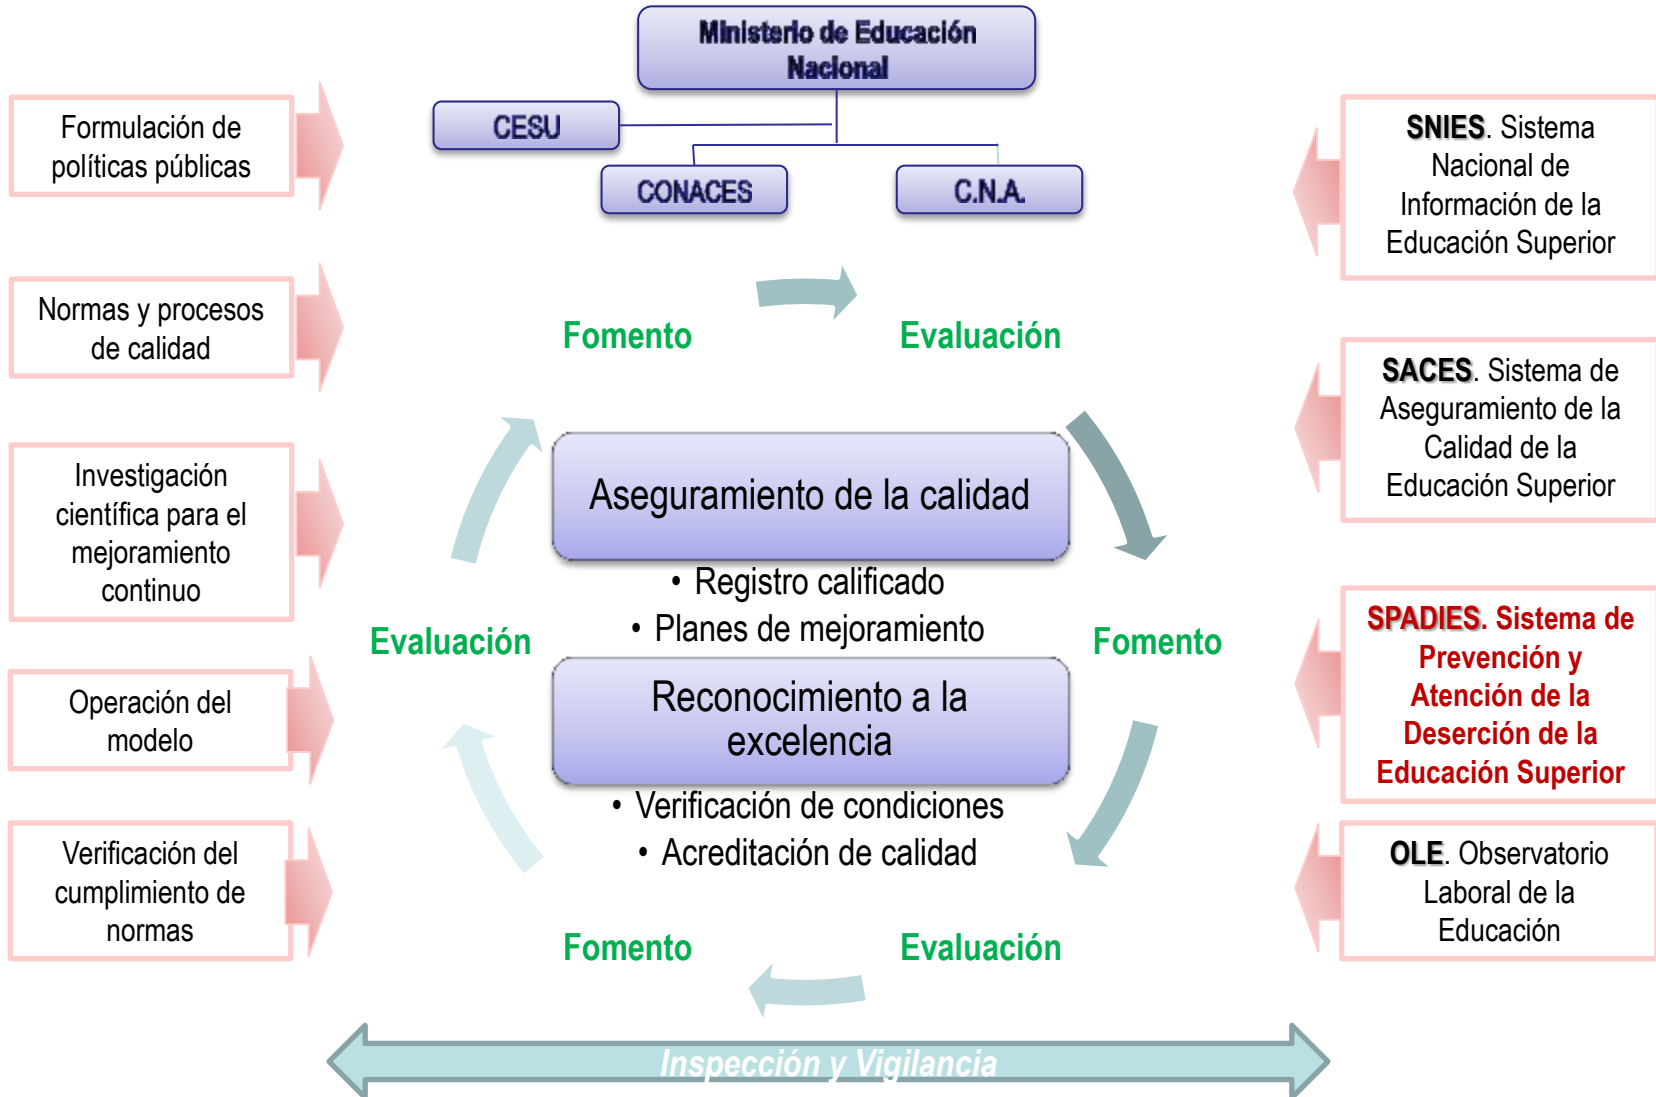 Ministerio de Educación
Nacional
CESU
CONACES
C.N.A.
Formulación de
políticas públicas
Normas y procesos
de calidad
Investigación
científica para el
mejoramiento
continuo
Operación del
modelo
Verificación del
cumplimiento de
normas
Fomento
Evaluación
Aseguramiento de la calidad
• Registro calificado
• Planes de mejoramiento
Evaluación
Fomento
Reconocimiento a la
excelencia
• Verificación de condiciones
• Acreditación de calidad
Fomento
Evaluación
SNIES. Sistema
Nacional de
Información de la
Educación Superior
SACES. Sistema de
Aseguramiento de la
Calidad de la
Educación Superior
SPADIES. Sistema de
Prevención y
Atención de la
Deserción de la
Educación Superior
OLE. Observatorio
Laboral de la
Educación
Inspección y Vigilancia